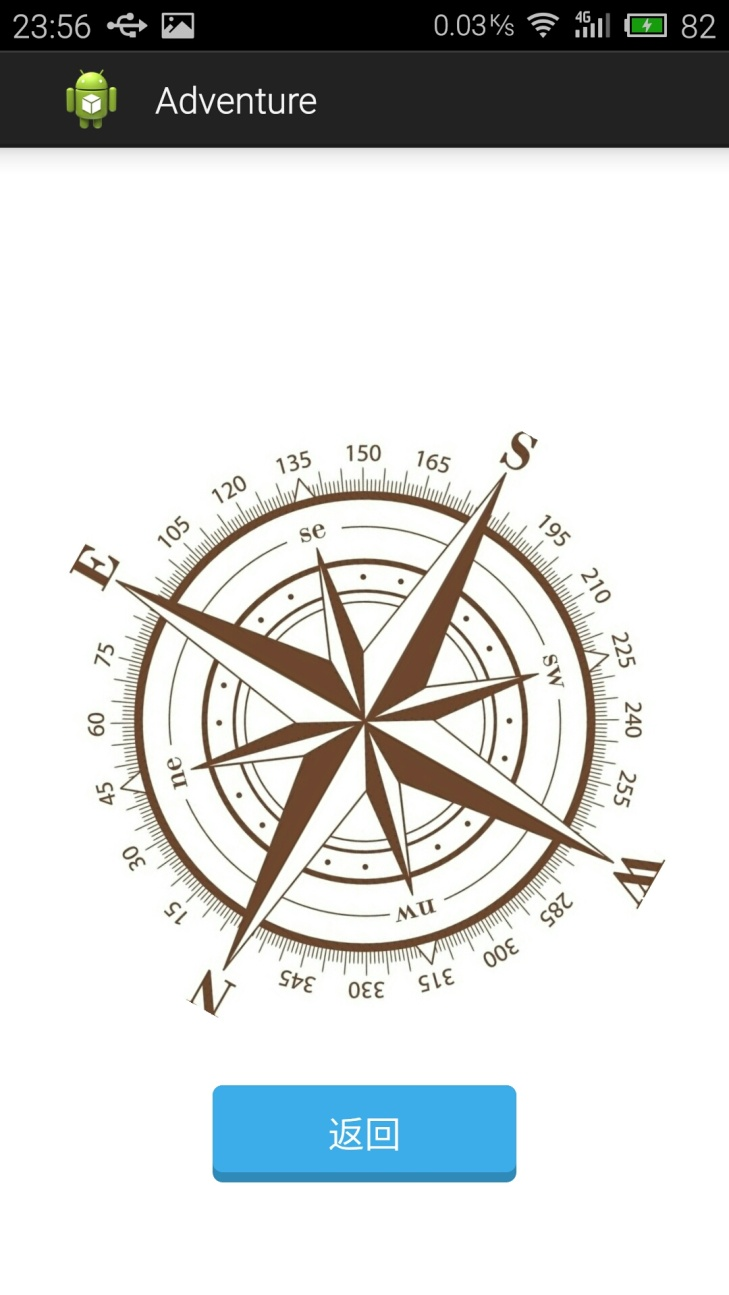 23:56 0.03K/s 4G 82
Adventure
S
135 150 165
120 195
105 se 210
E
75 sw 225
60 240
45 ne 255
30 W
15 nw 285
300
N 345 330 315
返回